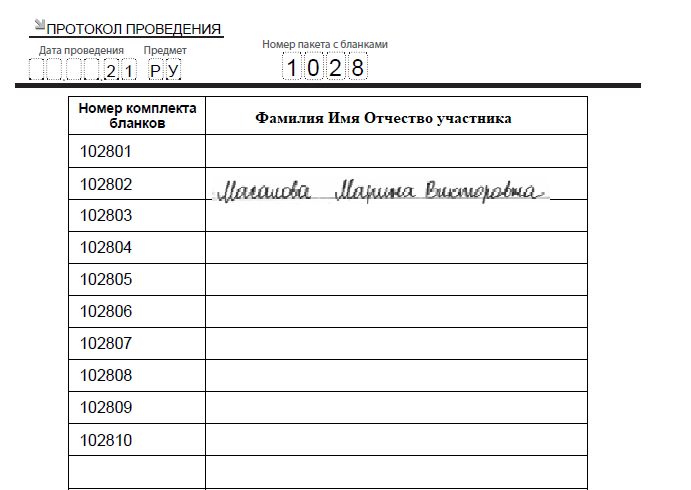 ПРОТОКОЛ ПРОВЕДЕНИЯ
Дата проведения Предмет Номер пакета с бланками
21 РУ 1028
Номер комплекта бланков Фамилия Имя Отчество участника
102801
102802 Марина Викторовна
102803
102804
102805
102806
102807
102808
102809
102810